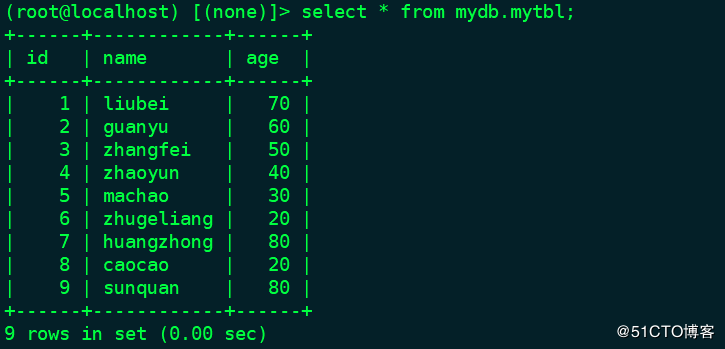 (root@localhost) [(none)]> select * from mydb.mytbl;
+------+------------+------+
| id   | name       | age  |
+------+------------+------+
|    1 | liubei     |   70 |
|    2 | guanyu     |   60 |
|    3 | zhangfei   |   50 |
|    4 | zhaoyun    |   40 |
|    5 | machao     |   30 |
|    6 | zhugeliang |   20 |
|    7 | huangzhong |   80 |
|    8 | caocao     |   20 |
|    9 | sunquan    |   80 |
+------+------------+------+
9 rows in set (0.00 sec)
@51CTO博客